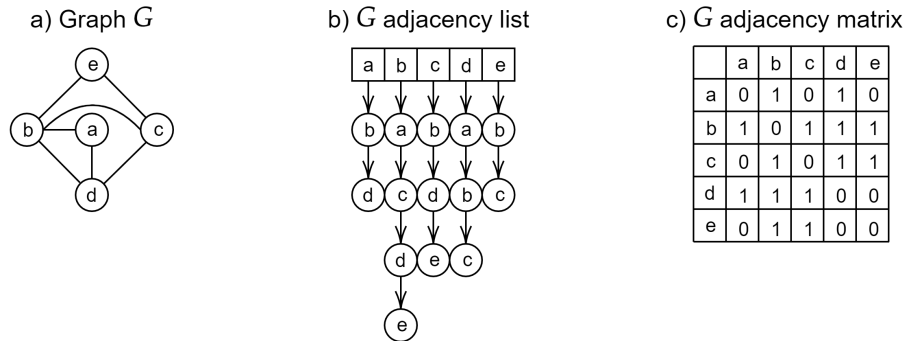 a) Graph G
b) G adjacency list
c) G adjacency matrix
e
b a c
d
a b c d e
b a b a b
d c d b c
d e c
e
a b c d e
a 0 1 0 1 0
b 1 0 1 1 1
c 0 1 0 1 1
d 1 1 1 0 0
e 0 1 1 0 0